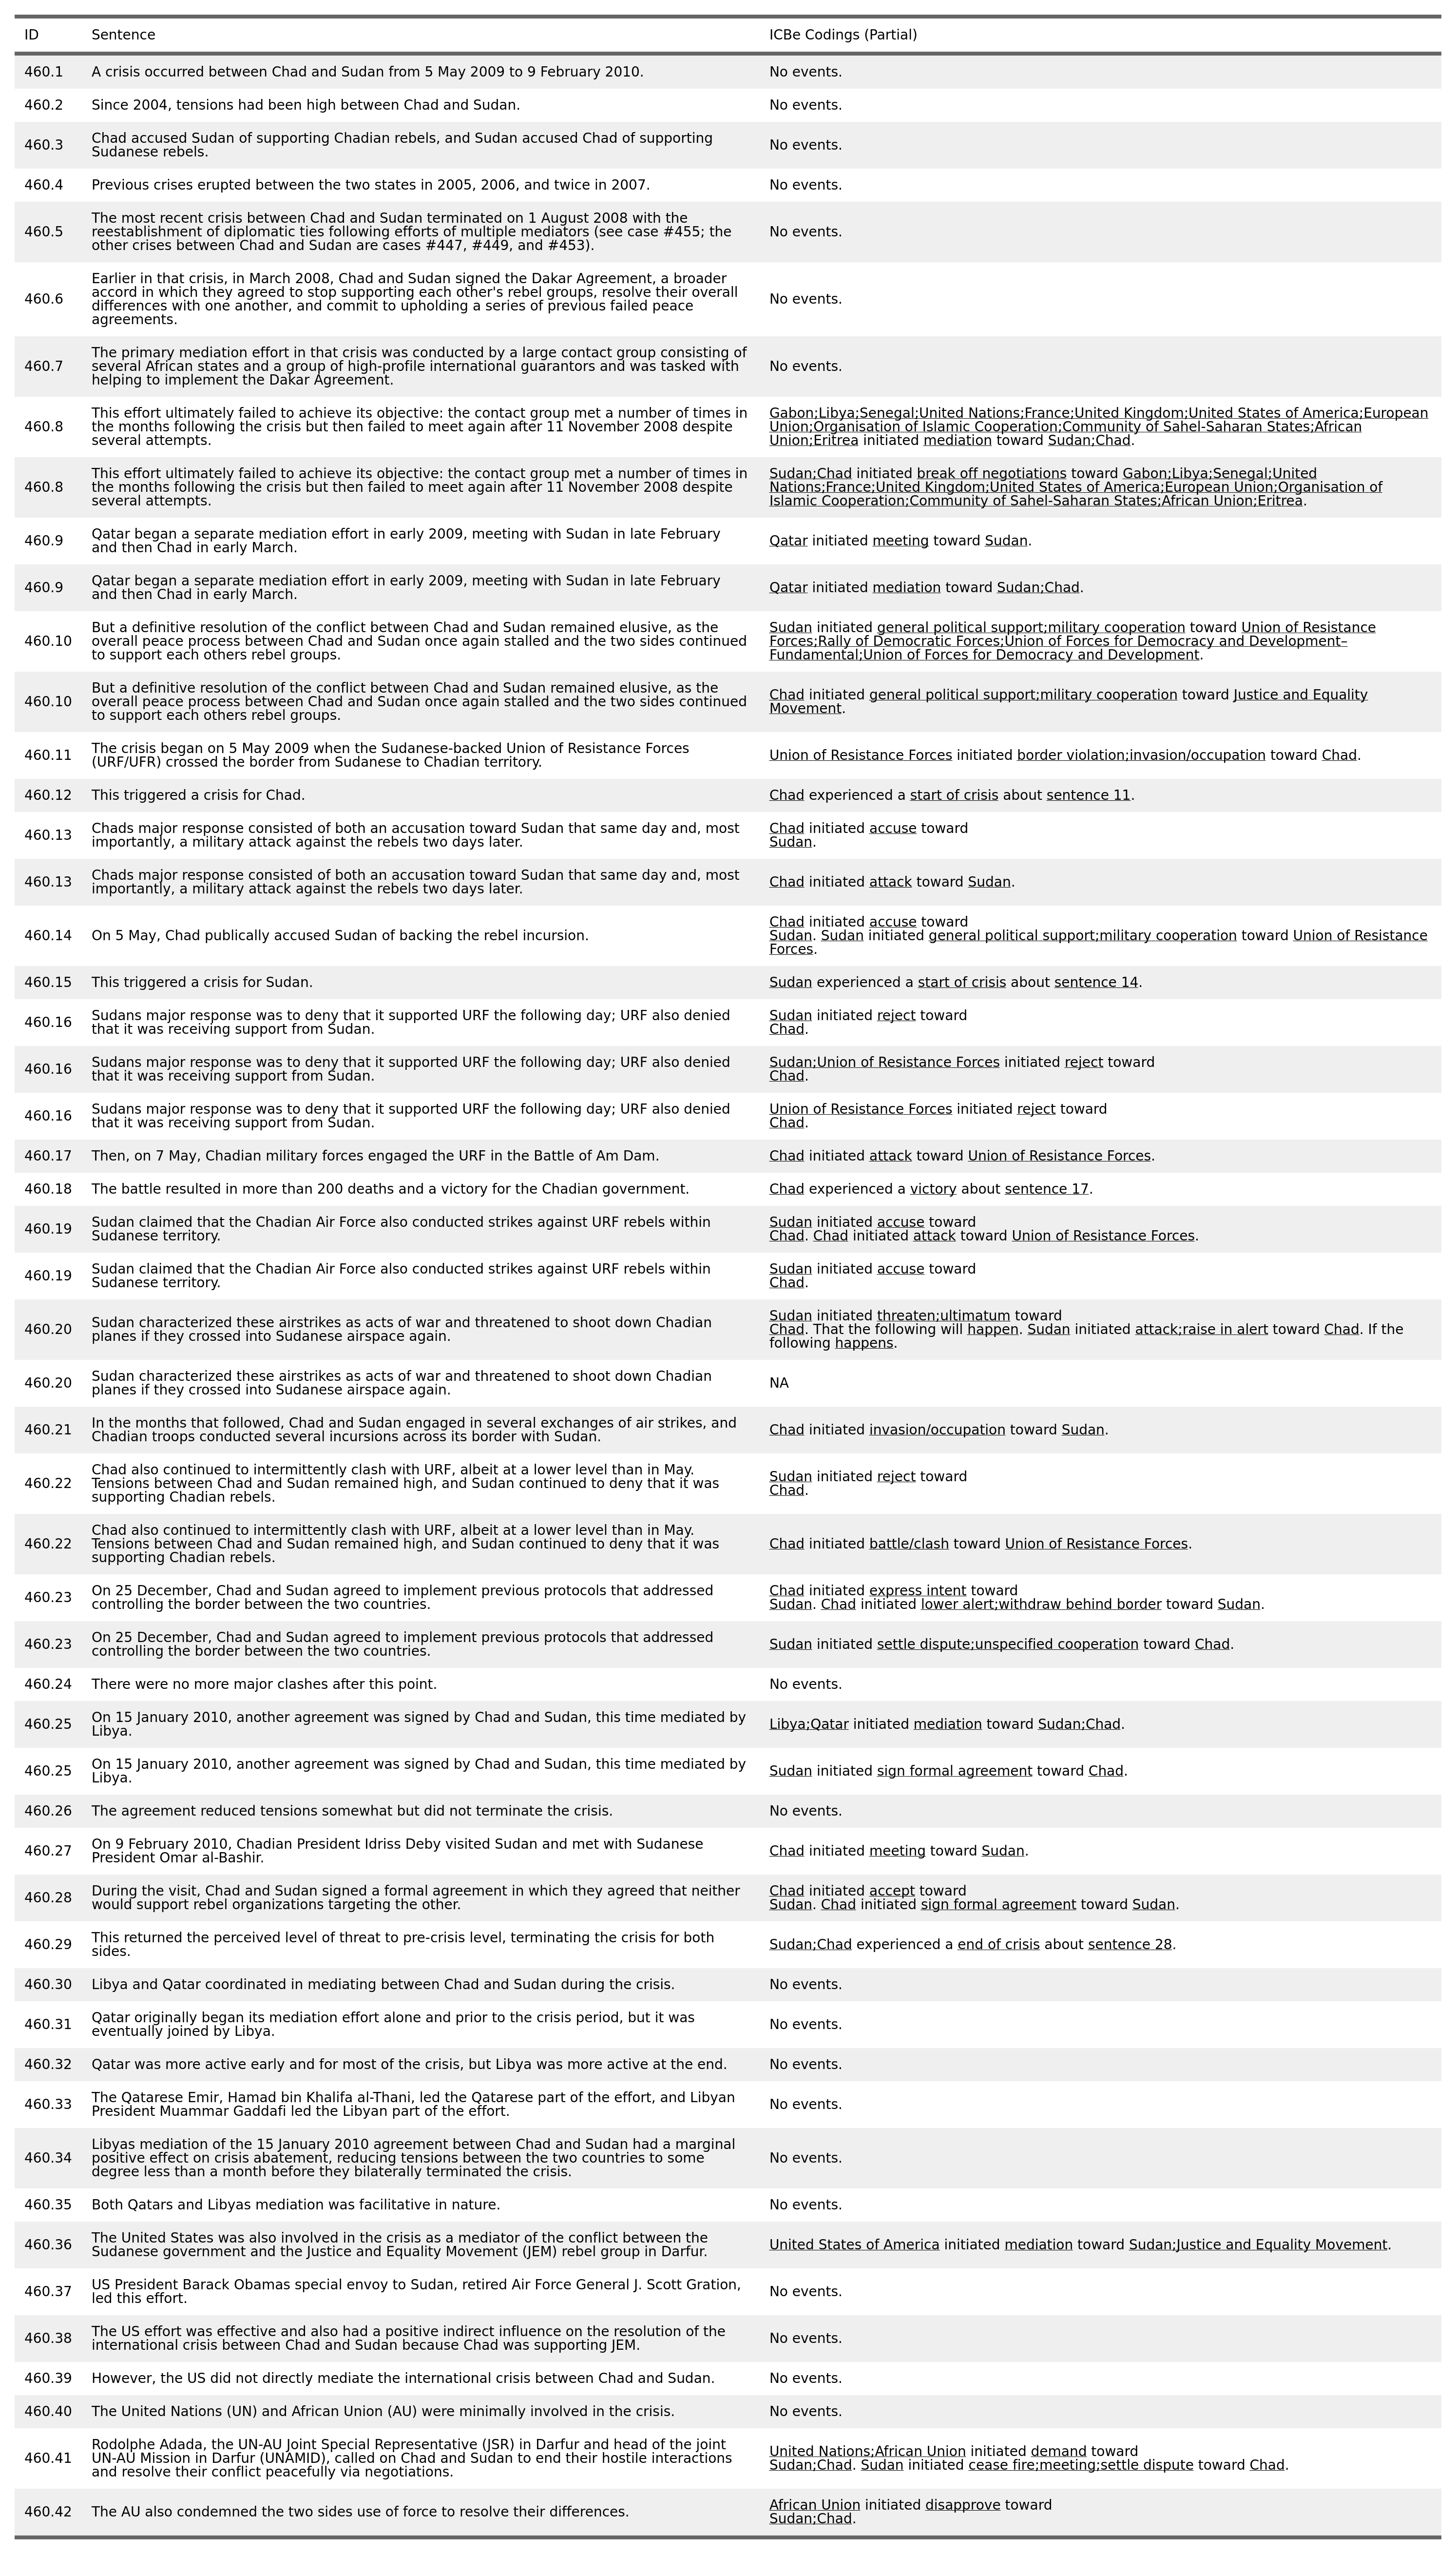 ID Sentence ICBe Codings (Partial)
460.1 A crisis occurred between Chad and Sudan from 5 May 2009 to 9 February 2010. No events.
460.2 Since 2004, tensions had been high between Chad and Sudan. No events.
460.3 Chad accused Sudan of supporting Chadian rebels, and Sudan accused Chad of supporting
Sudanese rebels. No events.
460.4 Previous crises erupted between the two states in 2005, 2006, and twice in 2007. No events.
460.5 The most recent crisis between Chad and Sudan terminated on 1 August 2008 with the
reestablishment of diplomatic ties following efforts of multiple mediators (see case #455; the
other crises between Chad and Sudan are cases #447, #449, and #453). No events.
460.6 Earlier in that crisis, in March 2008, Chad and Sudan signed the Dakar Agreement, a broader
accord in which they agreed to stop supporting each other's rebel groups, resolve their overall
differences with one another, and commit to upholding a series of previous failed peace
agreements. No events.
460.7 The primary mediation effort in that crisis was conducted by a large contact group consisting of
several African states and a group of high-profile international guarantors and was tasked with
helping to implement the Dakar Agreement. No events.
460.8 This effort ultimately failed to achieve its objective: the contact group met a number of times in
the months following the crisis but then failed to meet again after 11 November 2008 despite
several attempts.
Gabon;Libya;Senegal;United Nations;France;United Kingdom;United States of America;European
Union;Organisation of Islamic Cooperation;Community of Sahel-Saharan States;African
Union;Eritrea initiated mediation toward Sudan;Chad.
460.8 This effort ultimately failed to achieve its objective: the contact group met a number of times in
the months following the crisis but then failed to meet again after 11 November 2008 despite
several attempts.
Sudan;Chad initiated break off negotiations toward Gabon;Libya;Senegal;United
Nations;France;United Kingdom;United States of America;European Union;Organisation of
Islamic Cooperation;Community of Sahel-Saharan States;African Union;Eritrea.
460.9 Qatar began a separate mediation effort in early 2009, meeting with Sudan in late February
and then Chad in early March. Qatar initiated meeting toward Sudan.
460.9 Qatar began a separate mediation effort in early 2009, meeting with Sudan in late February
and then Chad in early March. Qatar initiated mediation toward Sudan;Chad.
460.10 But a definitive resolution of the conflict between Chad and Sudan remained elusive, as the
overall peace process between Chad and Sudan once again stalled and the two sides continued
to support each others rebel groups.
Sudan initiated general political support;military cooperation toward Union of Resistance
Forces;Rally of Democratic Forces;Union of Forces for Democracy and Development–
Fundamental;Union of Forces for Democracy and Development.
460.10 But a definitive resolution of the conflict between Chad and Sudan remained elusive, as the
overall peace process between Chad and Sudan once again stalled and the two sides continued
to support each others rebel groups.
Chad initiated general political support;military cooperation toward Justice and Equality
Movement.
460.11 The crisis began on 5 May 2009 when the Sudanese-backed Union of Resistance Forces
(URF/UFR) crossed the border from Sudanese to Chadian territory. Union of Resistance Forces initiated border violation;invasion/occupation toward Chad.
460.12 This triggered a crisis for Chad. Chad experienced a start of crisis about sentence 11.
460.13 Chads major response consisted of both an accusation toward Sudan that same day and, most
importantly, a military attack against the rebels two days later.
Chad initiated accuse toward
Sudan.
460.13 Chads major response consisted of both an accusation toward Sudan that same day and, most
importantly, a military attack against the rebels two days later. Chad initiated attack toward Sudan.
460.14 On 5 May, Chad publically accused Sudan of backing the rebel incursion.
Chad initiated accuse toward
Sudan. Sudan initiated general political support;military cooperation toward Union of Resistance
Forces.
460.15 This triggered a crisis for Sudan. Sudan experienced a start of crisis about sentence 14.
460.16 Sudans major response was to deny that it supported URF the following day; URF also denied
that it was receiving support from Sudan.
Sudan initiated reject toward
Chad.
460.16 Sudans major response was to deny that it supported URF the following day; URF also denied
that it was receiving support from Sudan.
Sudan;Union of Resistance Forces initiated reject toward
Chad.
460.16 Sudans major response was to deny that it supported URF the following day; URF also denied
that it was receiving support from Sudan.
Union of Resistance Forces initiated reject toward
Chad.
460.17 Then, on 7 May, Chadian military forces engaged the URF in the Battle of Am Dam. Chad initiated attack toward Union of Resistance Forces.
460.18 The battle resulted in more than 200 deaths and a victory for the Chadian government. Chad experienced a victory about sentence 17.
460.19 Sudan claimed that the Chadian Air Force also conducted strikes against URF rebels within
Sudanese territory.
Sudan initiated accuse toward
Chad. Chad initiated attack toward Union of Resistance Forces.
460.19 Sudan claimed that the Chadian Air Force also conducted strikes against URF rebels within
Sudanese territory.
Sudan initiated accuse toward
Chad.
460.20 Sudan characterized these airstrikes as acts of war and threatened to shoot down Chadian
planes if they crossed into Sudanese airspace again.
Sudan initiated threaten;ultimatum toward
Chad. That the following will happen. Sudan initiated attack;raise in alert toward Chad. If the
following happens.
460.20 Sudan characterized these airstrikes as acts of war and threatened to shoot down Chadian
planes if they crossed into Sudanese airspace again. NA
460.21 In the months that followed, Chad and Sudan engaged in several exchanges of air strikes, and
Chadian troops conducted several incursions across its border with Sudan. Chad initiated invasion/occupation toward Sudan.
460.22 Chad also continued to intermittently clash with URF, albeit at a lower level than in May.
Tensions between Chad and Sudan remained high, and Sudan continued to deny that it was
supporting Chadian rebels.
Sudan initiated reject toward
Chad.
460.22 Chad also continued to intermittently clash with URF, albeit at a lower level than in May.
Tensions between Chad and Sudan remained high, and Sudan continued to deny that it was
supporting Chadian rebels. Chad initiated battle/clash toward Union of Resistance Forces.
460.23 On 25 December, Chad and Sudan agreed to implement previous protocols that addressed
controlling the border between the two countries.
Chad initiated express intent toward
Sudan. Chad initiated lower alert;withdraw behind border toward Sudan.
460.23 On 25 December, Chad and Sudan agreed to implement previous protocols that addressed
controlling the border between the two countries. Sudan initiated settle dispute;unspecified cooperation toward Chad.
460.24 There were no more major clashes after this point. No events.
460.25 On 15 January 2010, another agreement was signed by Chad and Sudan, this time mediated by
Libya. Libya;Qatar initiated mediation toward Sudan;Chad.
460.25 On 15 January 2010, another agreement was signed by Chad and Sudan, this time mediated by
Libya. Sudan initiated sign formal agreement toward Chad.
460.26 The agreement reduced tensions somewhat but did not terminate the crisis. No events.
460.27 On 9 February 2010, Chadian President Idriss Deby visited Sudan and met with Sudanese
President Omar al-Bashir. Chad initiated meeting toward Sudan.
460.28 During the visit, Chad and Sudan signed a formal agreement in which they agreed that neither
would support rebel organizations targeting the other.
Chad initiated accept toward
Sudan. Chad initiated sign formal agreement toward Sudan.
460.29 This returned the perceived level of threat to pre-crisis level, terminating the crisis for both
sides. Sudan;Chad experienced a end of crisis about sentence 28.
460.30 Libya and Qatar coordinated in mediating between Chad and Sudan during the crisis. No events.
460.31 Qatar originally began its mediation effort alone and prior to the crisis period, but it was
eventually joined by Libya. No events.
460.32 Qatar was more active early and for most of the crisis, but Libya was more active at the end. No events.
460.33 The Qatarese Emir, Hamad bin Khalifa al-Thani, led the Qatarese part of the effort, and Libyan
President Muammar Gaddafi led the Libyan part of the effort. No events.
460.34 Libyas mediation of the 15 January 2010 agreement between Chad and Sudan had a marginal
positive effect on crisis abatement, reducing tensions between the two countries to some
degree less than a month before they bilaterally terminated the crisis. No events.
460.35 Both Qatars and Libyas mediation was facilitative in nature. No events.
460.36 The United States was also involved in the crisis as a mediator of the conflict between the
Sudanese government and the Justice and Equality Movement (JEM) rebel group in Darfur. United States of America initiated mediation toward Sudan;Justice and Equality Movement.
460.37 US President Barack Obamas special envoy to Sudan, retired Air Force General J. Scott Gration,
led this effort. No events.
460.38 The US effort was effective and also had a positive indirect influence on the resolution of the
international crisis between Chad and Sudan because Chad was supporting JEM. No events.
460.39 However, the US did not directly mediate the international crisis between Chad and Sudan. No events.
460.40 The United Nations (UN) and African Union (AU) were minimally involved in the crisis. No events.
460.41 Rodolphe Adada, the UN-AU Joint Special Representative (JSR) in Darfur and head of the joint
UN-AU Mission in Darfur (UNAMID), called on Chad and Sudan to end their hostile interactions
and resolve their conflict peacefully via negotiations.
United Nations;African Union initiated demand toward
Sudan;Chad. Sudan initiated cease fire;meeting;settle dispute toward Chad.
460.42 The AU also condemned the two sides use of force to resolve their differences.
African Union initiated disapprove toward
Sudan;Chad.